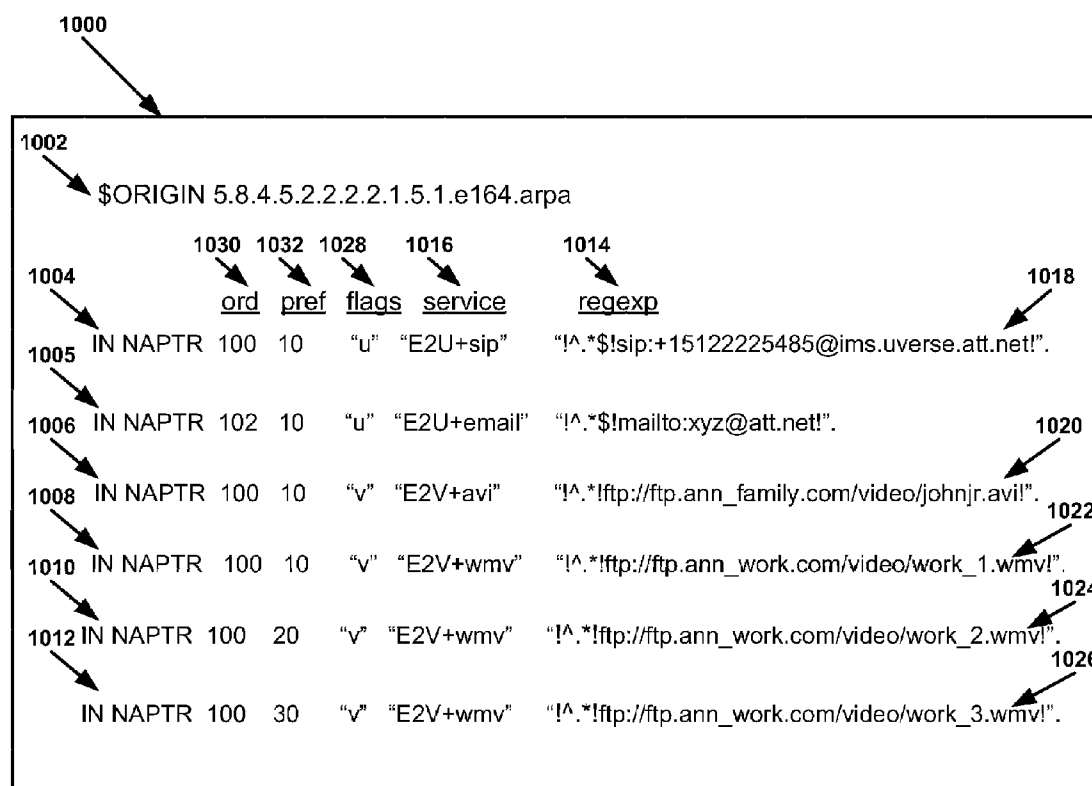 1000
1002
$ORIGIN 5.8.4.5.2.2.2.2.1.5.1.e164.arpa
1030 1032 1028 1016 1014
1004 1018
ord pref flags service regexp
IN NAPTR 100 10 “u” “E2U+sip” “!^.*$!sip:+15122225485@ims.uverse.att.net!”.
1005
IN NAPTR 102 10 “u” “E2U+email” “!^.*$!mailto:xyz@att.net!”.
1006 1020
IN NAPTR 100 10 “v” “E2V+avi” “!^.*!ftp://ftp.ann_family.com/video/johnjr.avi!”.
1008 1022
IN NAPTR 100 10 “v” “E2V+wmv” “!^.*!ftp://ftp.ann_work.com/video/work_1.wmv!”.
1010 1024
IN NAPTR 100 20 “v” “E2V+wmv” “!^.*!ftp://ftp.ann_work.com/video/work_2.wmv!”.
1012 1026
IN NAPTR 100 30 “v” “E2V+wmv” “!^.*!ftp://ftp.ann_work.com/video/work_3.wmv!”.